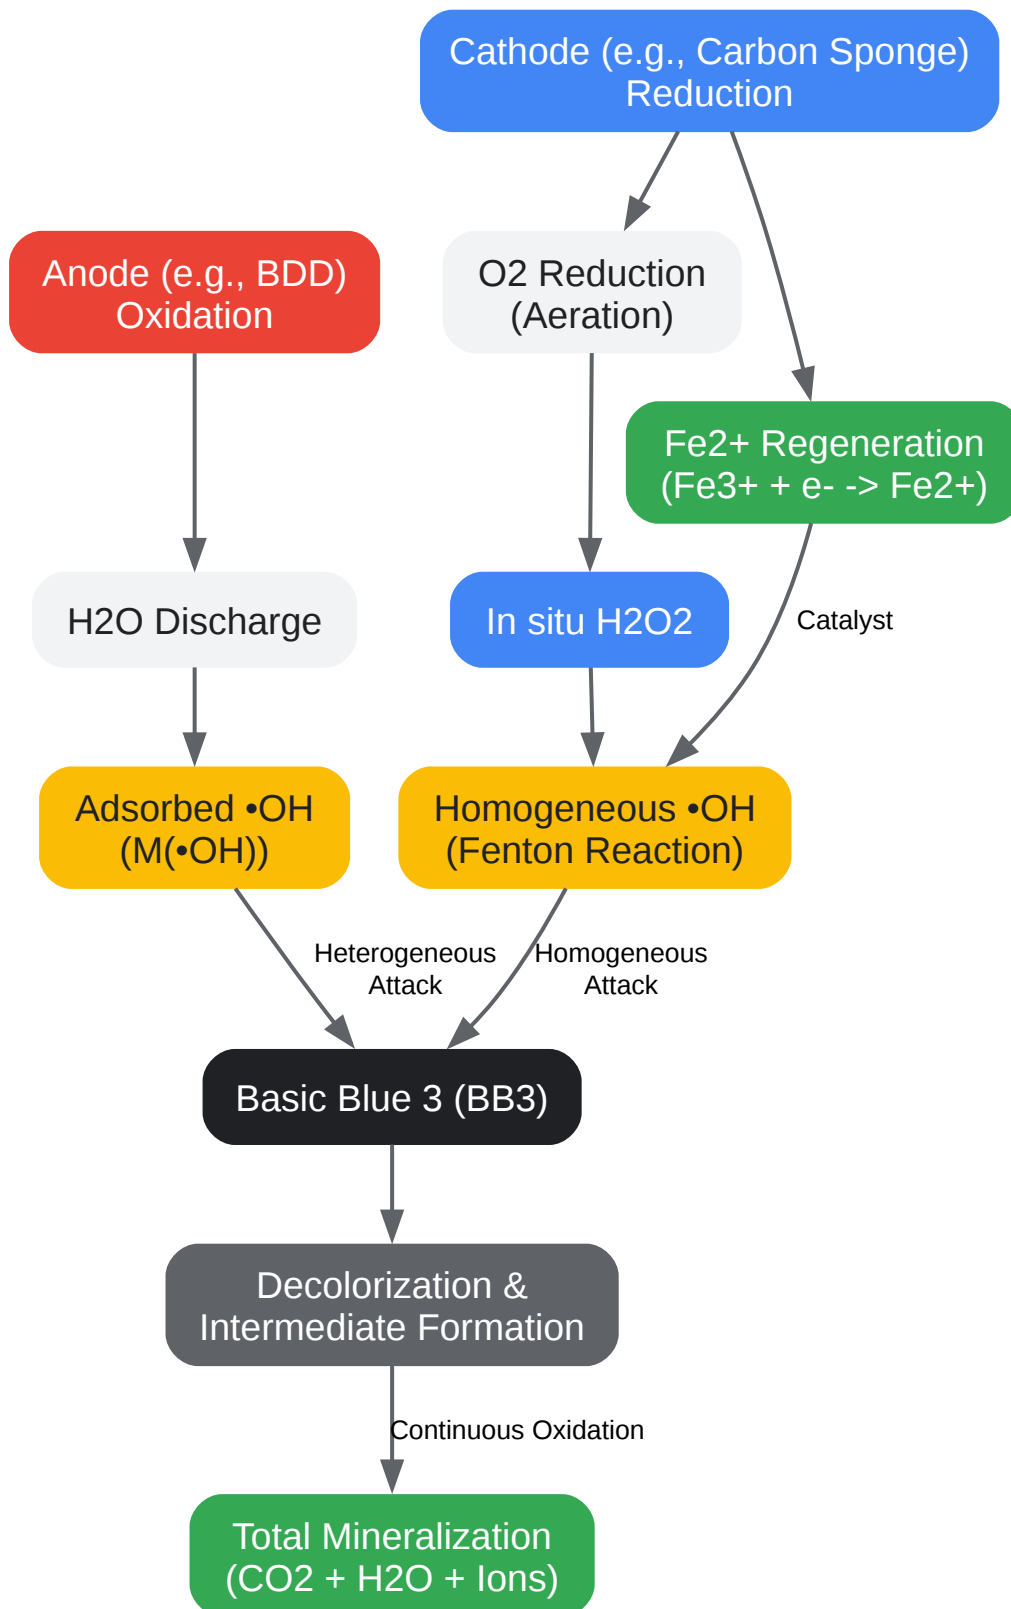 Cathode (e.g., Carbon Sponge)
Reduction
Anode (e.g., BDD)
Oxidation
O2 Reduction
(Aeration)
Fe2+ Regeneration
(Fe3+ + e- -> Fe2+)
H2O Discharge
In situ H2O2
Catalyst
Adsorbed •OH
(M(•OH))
Homogeneous •OH
(Fenton Reaction)
Heterogeneous
Attack
Homogeneous
Attack
Basic Blue 3 (BB3)
Decolorization &
Intermediate Formation
Continuous Oxidation
Total Mineralization
(CO2 + H2O + Ions)